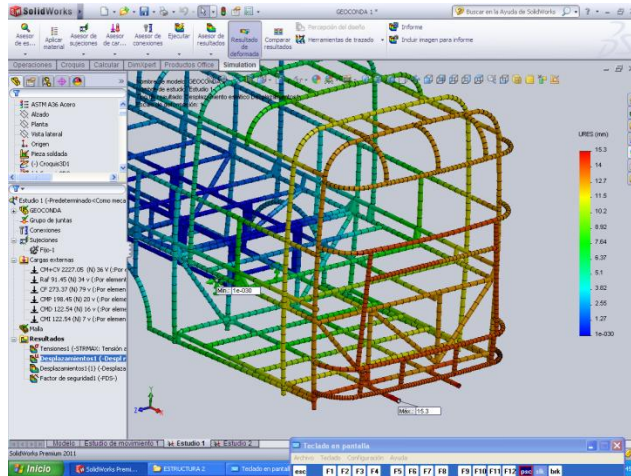 SolidWorks
GEOCONDA 1 *
Buscar en la Ayuda de SolidWorks
Asesor de es...
Aplicar material
Asesor de sujeciones
Asesor de car...
Asesor de conexiones
Ejecutar
Asesor de resultados
Resultado de deformada
Comparar resultados
Percepción del diseño
Herramientas de trazado
Informe
Incluir imagen para informe
Operaciones Croquis Calcular DimXpert Productos Office Simulation
ASTM A36 Acero
Alzado
Planta
Vista lateral
Origen
Pieza soldada
(-) Croquis3D1
Estudio 1 (-Predeterminado<Como meca
GEOCONDA
Grupo de juntas
Conexiones
Sujeciones
Fijo-1
Cargas externas
CM+CV 2227.05 (N) 36 V (:Por e
Raf 91.45 (N) 34 v (:Por elemen
CF 273.37 (N) 79 v (:Por elemen
CMP 198.45 (N) 20 v (:Por eleme
CMD 122.54 (N) 16 v (:Por eleme
CMI 122.54 (N) 7 v (:Por elemen
Malla
Resultados
Tensiones1 (-STRMAX: Tensión a
Desplazamientos1 (-Despl
Desplazamientos1(1) (-Desplaza
Factor de seguridad1 (-FDS-)
URES (mm)
15.3
14
12.7
11.5
10.2
8.92
7.64
6.37
5.1
3.82
2.55
1.27
1e-030
Mín.: 1e-030
Máx.: 15.3
Modelo Estudio de movimiento 1 Estudio 1 Estudio 2
SolidWorks Premium 2011
Teclado en pantalla
Archivo Teclado Configuración Ayuda
esc F1 F2 F3 F4 F5 F6 F7 F8 F9 F10 F11 F12 psc slk brk
Inicio
SolidWorks Premi...
ESTRUCTURA 2
Teclado en pantall